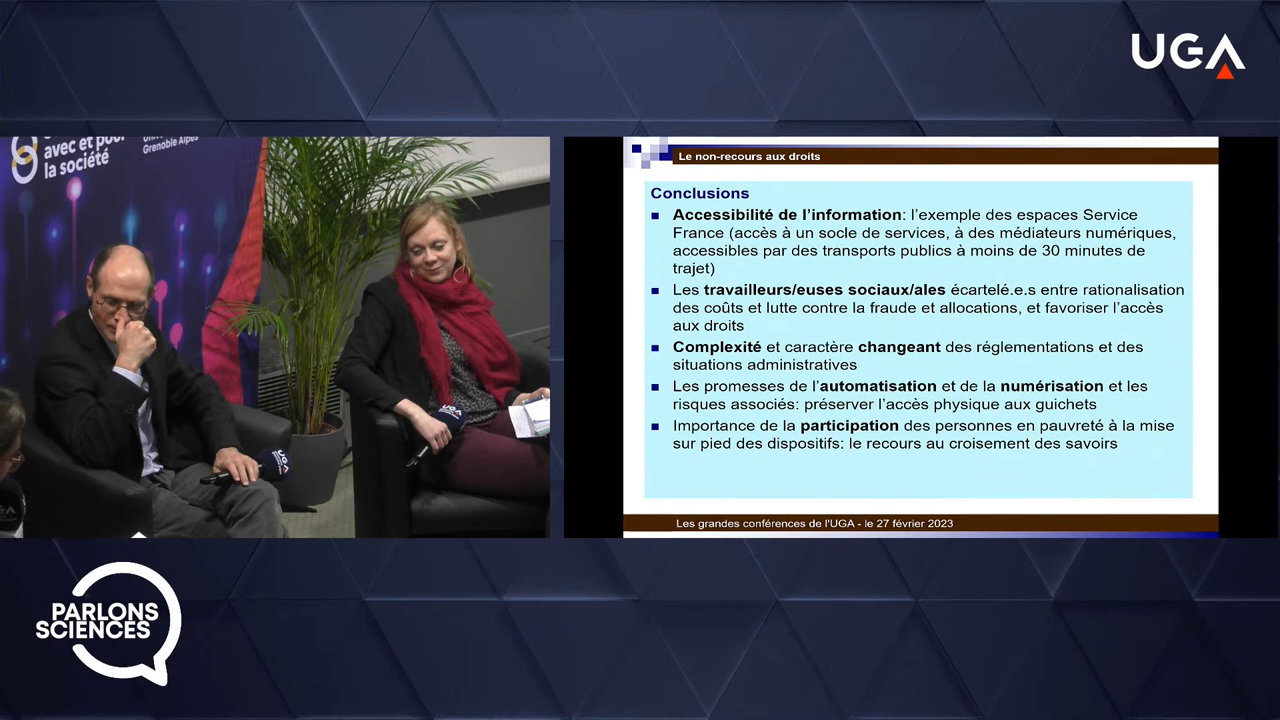 UGA
avec et pour
la société
Grenoble Alpes
UGA
UGA
Le non-recours aux droits
Conclusions
Accessibilité de l'information: l'exemple des espaces Service
France (accès à un socle de services, à des médiateurs numériques,
accessibles par des transports publics à moins de 30 minutes de
trajet)
Les travailleurs/euses sociaux/ales écartelé.e.s entre rationalisation
des coûts et lutte contre la fraude et allocations, et favoriser l'accès
aux droits
Complexité et caractère changeant des réglementations et des
situations administratives
Les promesses de l'automatisation et de la numérisation et les
risques associés: préserver l'accès physique aux guichets
Importance de la participation des personnes en pauvreté à la mise
sur pied des dispositifs: le recours au croisement des savoirs
Les grandes conférences de l'UGA - le 27 février 2023
PARLONS
SCIENCES